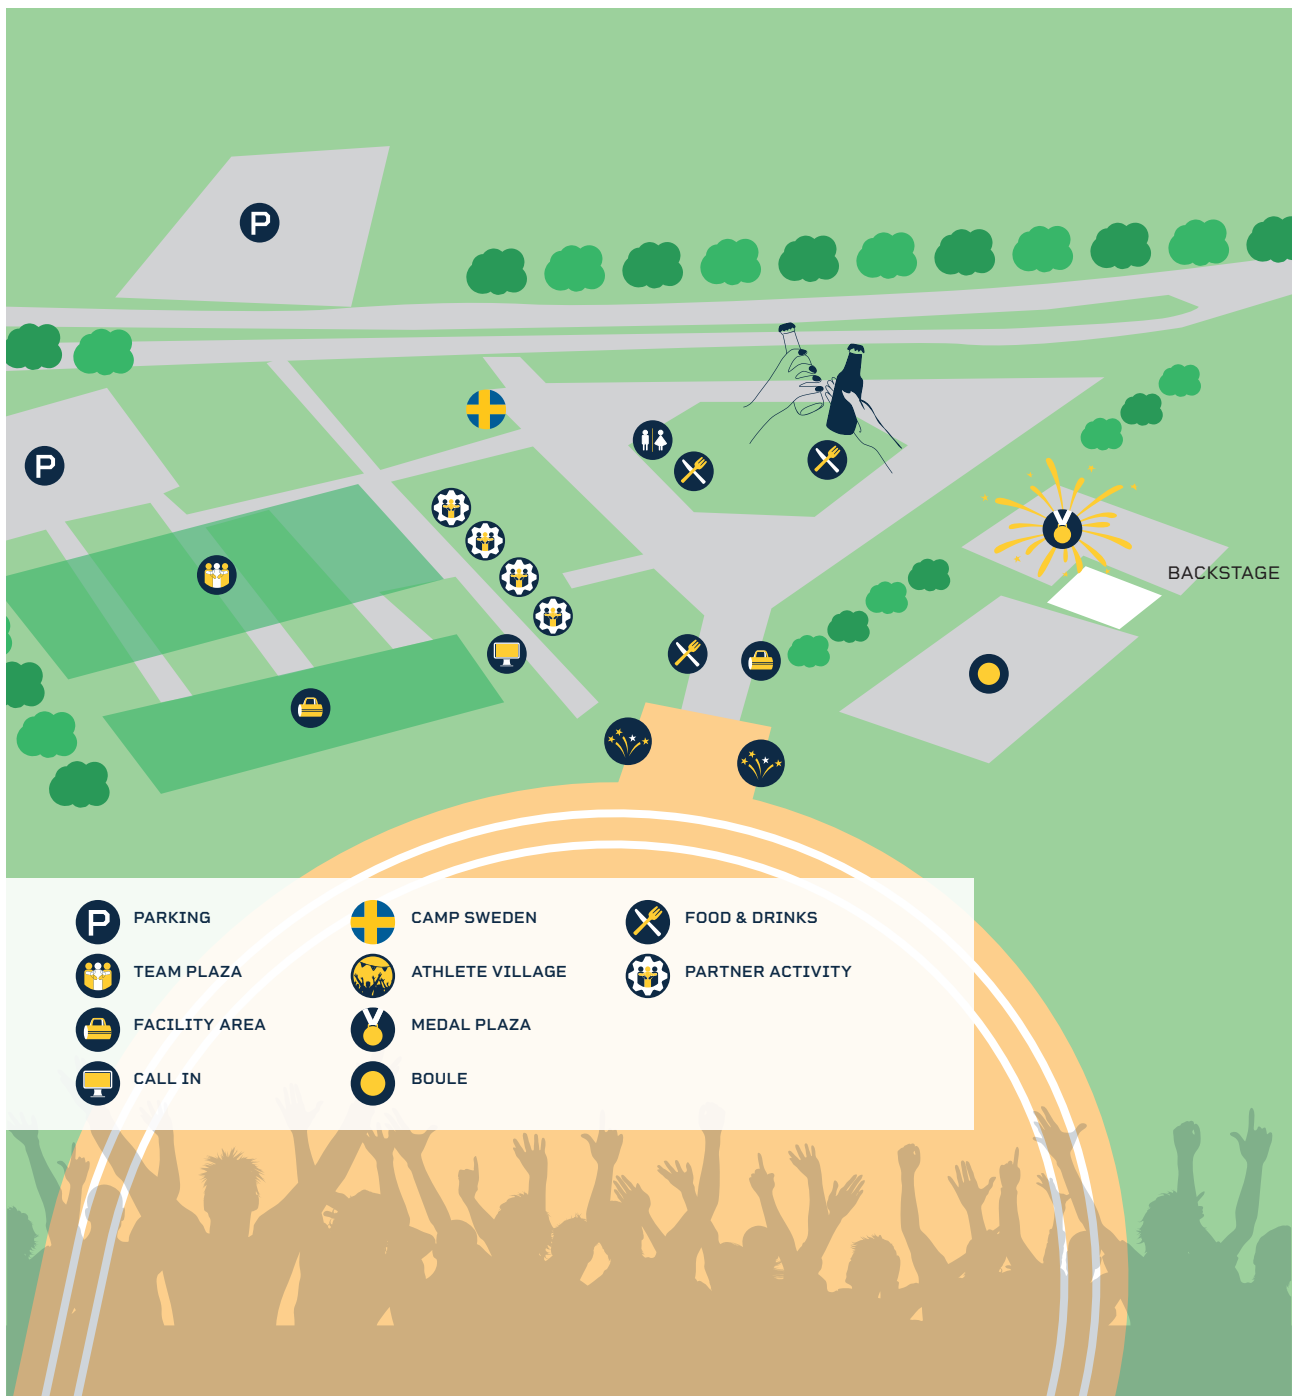 P
P
BACKSTAGE
P PARKING
TEAM PLAZA
FACILITY AREA
CALL IN
CAMP SWEDEN
ATHLETE VILLAGE
MEDAL PLAZA
BOULE
FOOD & DRINKS
PARTNER ACTIVITY